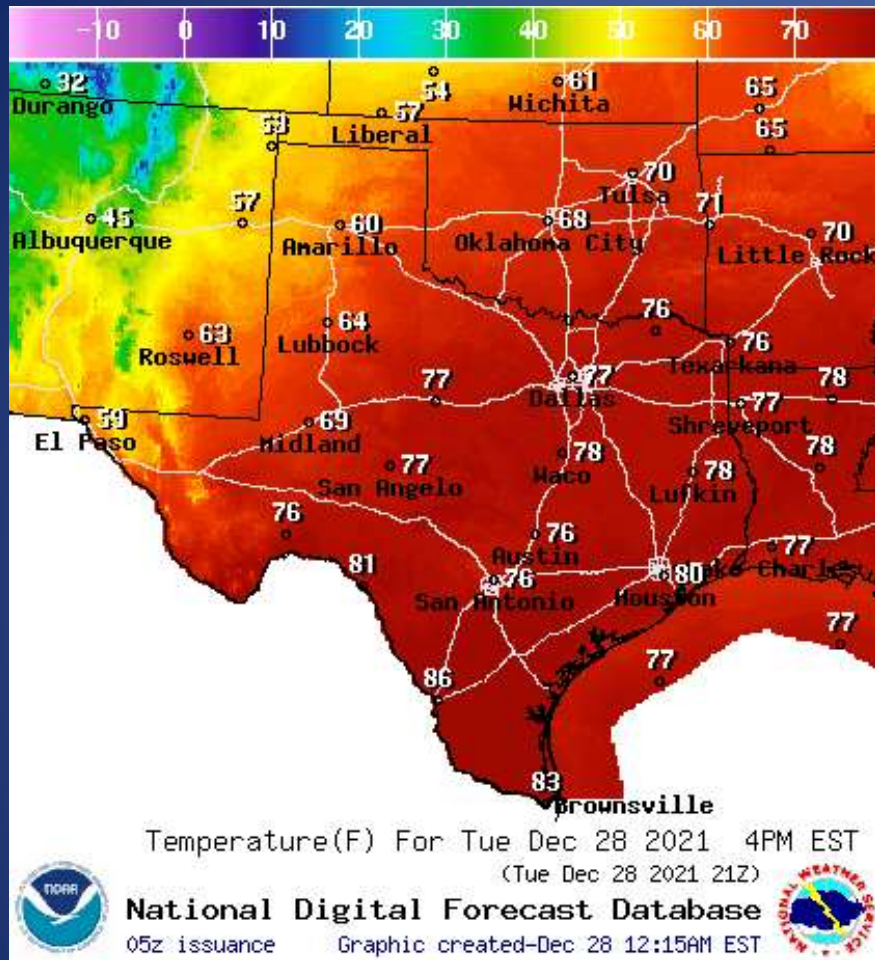 -10 0 10 20 30 40 50 60 70
32
Durango
54
61
Wichita
65
57
Liberal
53
65
70
Tulsa
45
Albuquerque
57
60
Amarillo
68
Oklahoma City
71
70
Little Rock
63
Roswell
64
Lubbock
76
76
Texarkana
77
Dallas
77
78
77
Shreveport
59
El Paso
69
Midland
77
San Angelo
78
Waco
78
Lufkin
78
76
76
Austin
77
81
76
San Antonio
80
Houston
77
86
77
83
Brownsville
Temperature(F) For Tue Dec 28 2021 4PM EST
(Tue Dec 28 2021 21Z)
NOAA
National Digital Forecast Database
05z issuance Graphic created-Dec 28 12:15AM EST
NATIONAL WEATHER SERVICE